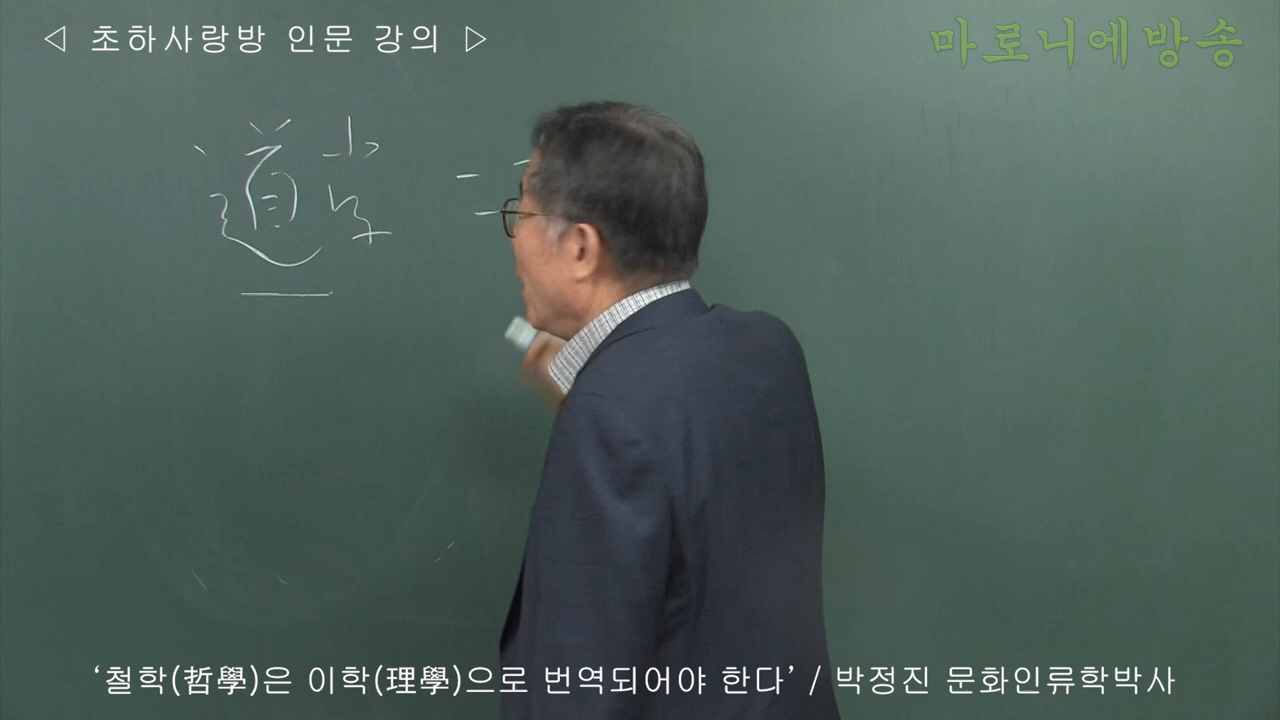 ◁ 초하사랑방 인문 강의 ▷
마로니에방송
道学
‘철학(哲學)은 이학(理學)으로 번역되어야 한다’ / 박정진 문화인류학박사